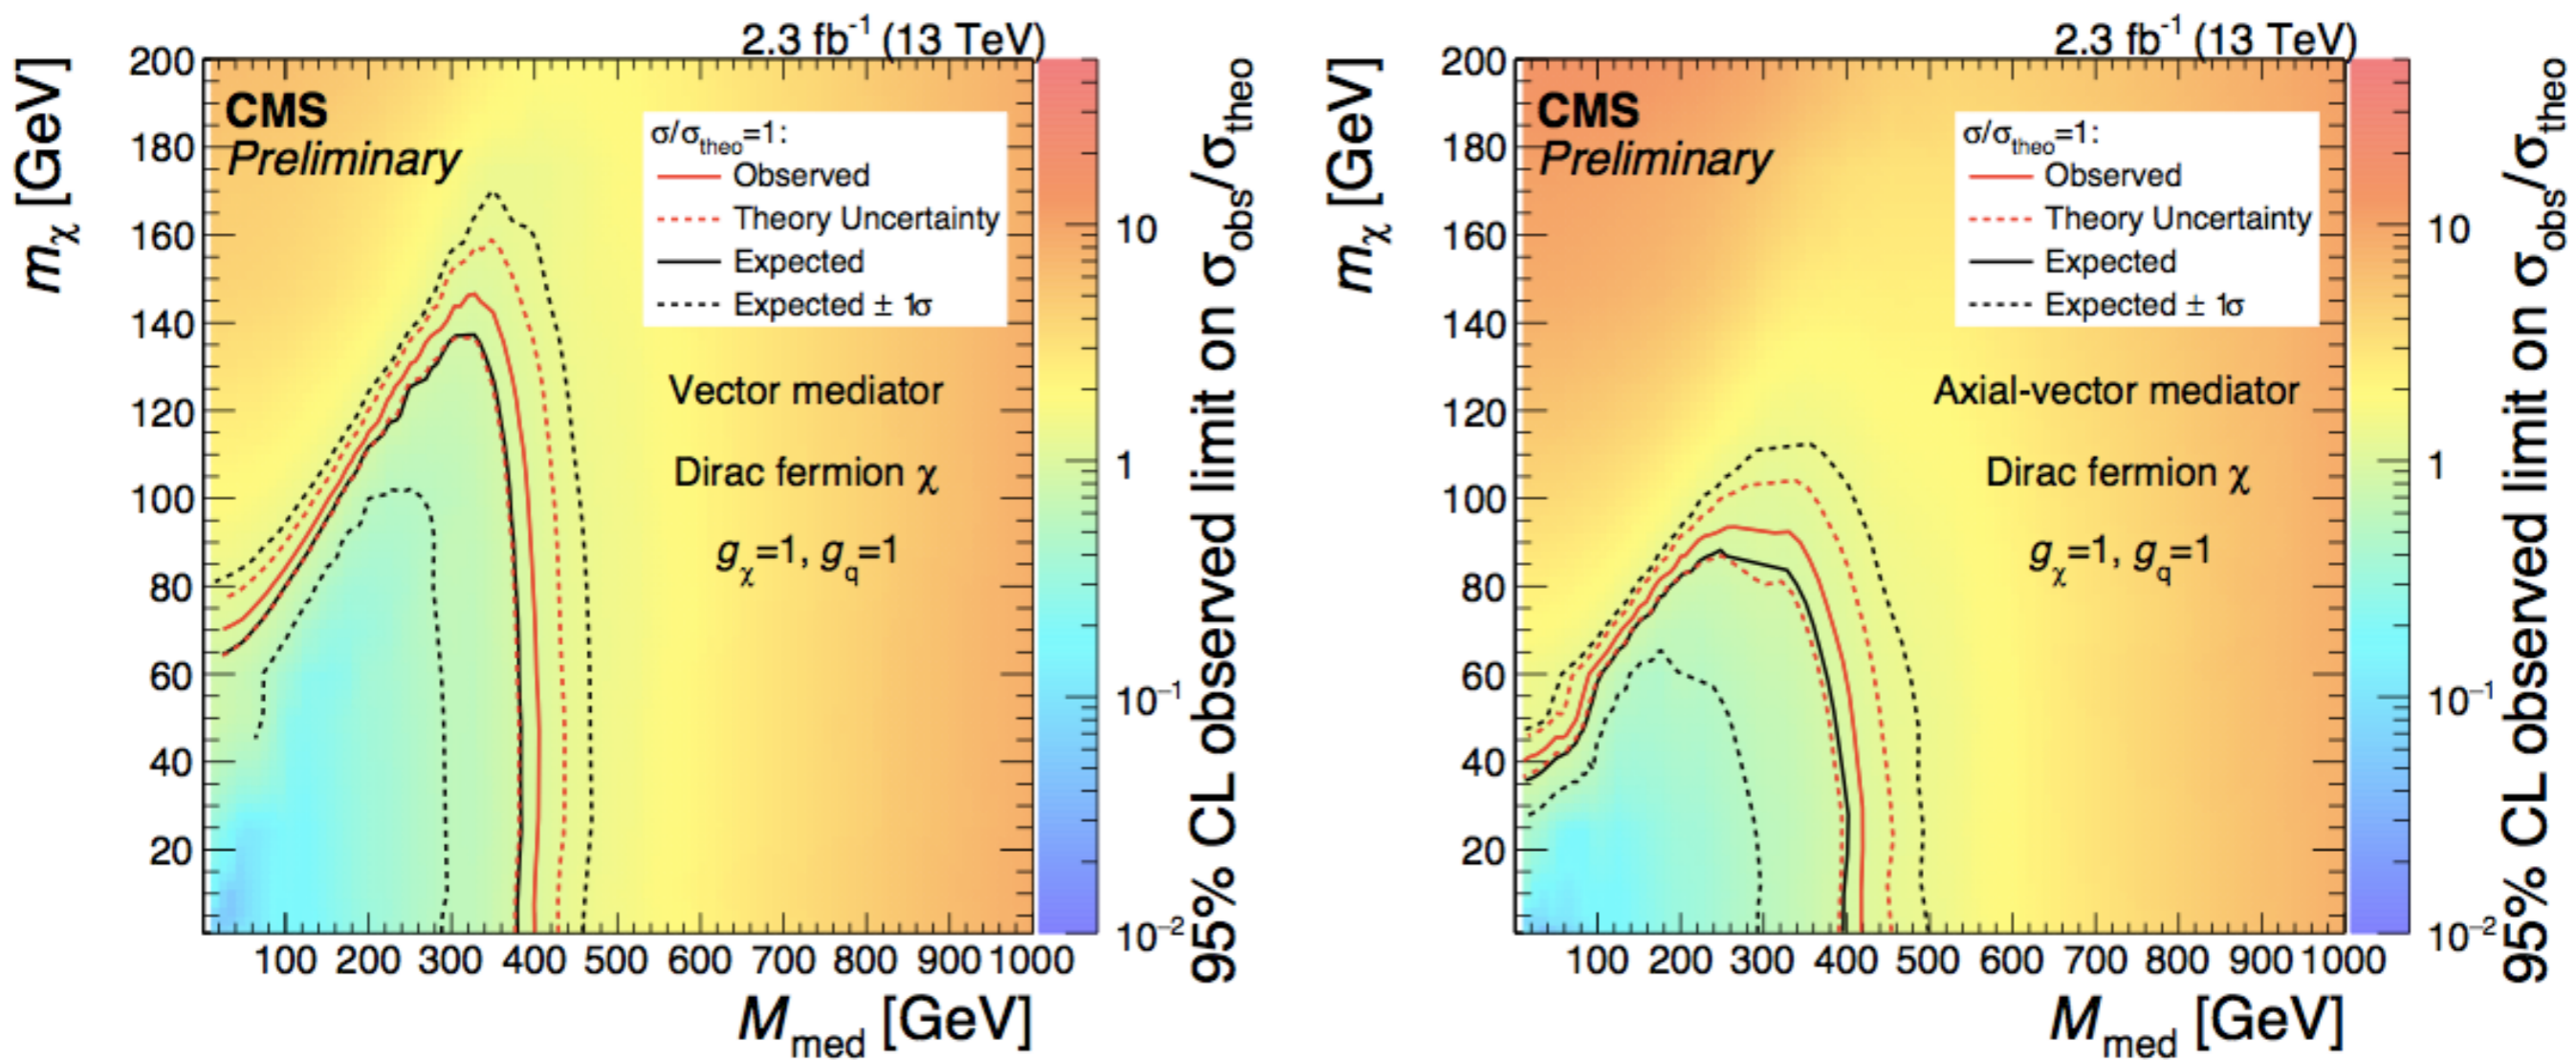 2.3 fb⁻¹ (13 TeV)
200
180
160
140
120
100
80
60
40
20
mχ [GeV]
CMS
Preliminary
σ/σtheo=1:
Observed
Theory Uncertainty
Expected
Expected ± 1σ
Vector mediator
Dirac fermion χ
gχ=1, gq=1
100 200 300 400 500 600 700 800 900 1000
Mmed [GeV]
10
1
10⁻¹
10⁻²
95% CL observed limit on σobs/σtheo
2.3 fb⁻¹ (13 TeV)
200
180
160
140
120
100
80
60
40
20
mχ [GeV]
CMS
Preliminary
σ/σtheo=1:
Observed
Theory Uncertainty
Expected
Expected ± 1σ
Axial-vector mediator
Dirac fermion χ
gχ=1, gq=1
100 200 300 400 500 600 700 800 900 1000
Mmed [GeV]
10
1
10⁻¹
10⁻²
95% CL observed limit on σobs/σtheo